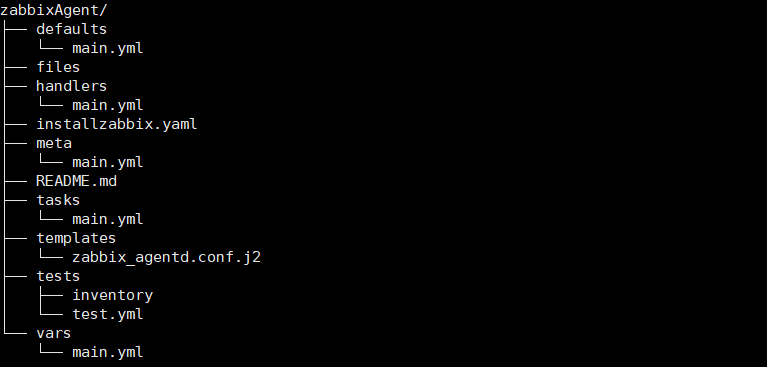 zabbixAgent/
├── defaults
│   └── main.yml
├── files
├── handlers
│   └── main.yml
├── installzabbix.yaml
├── meta
│   └── main.yml
├── README.md
├── tasks
│   └── main.yml
├── templates
│   └── zabbix_agentd.conf.j2
├── tests
│   ├── inventory
│   └── test.yml
└── vars
    └── main.yml